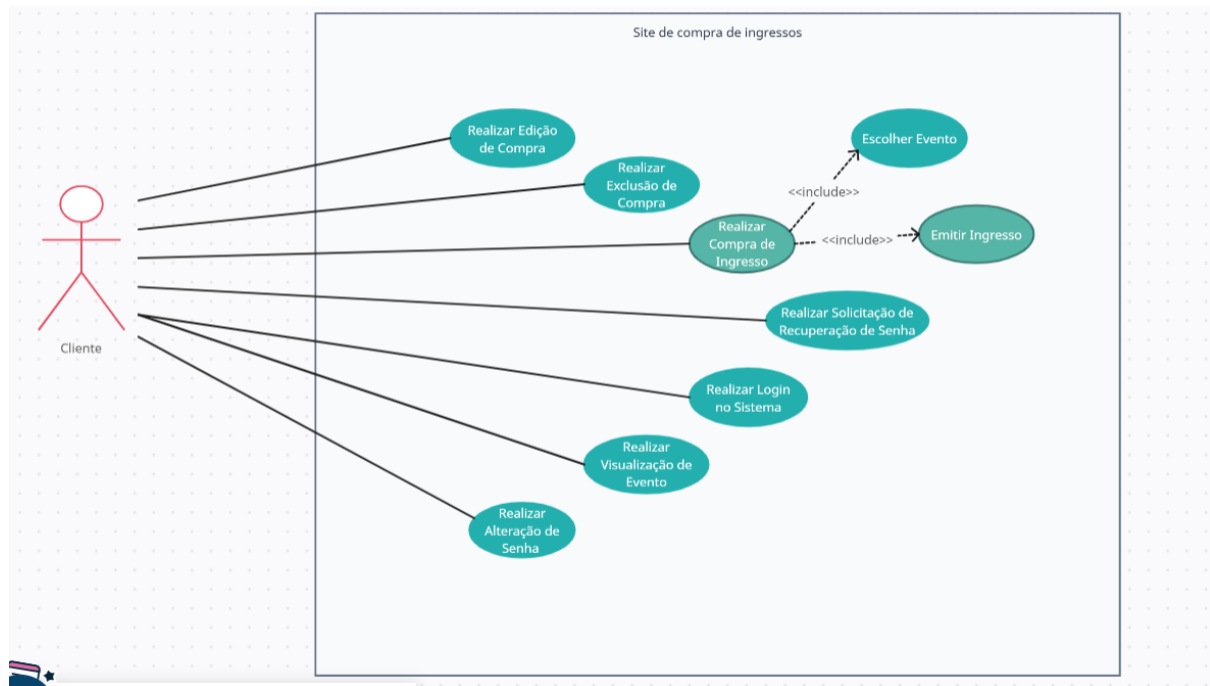 Site de compra de ingressos
Realizar Edição
de Compra
Escolher Evento
Realizar
Exclusão de
Compra
<<include>>
Realizar
Compra de
Ingresso
<<include>>
Emitir Ingresso
Realizar Solicitação de
Recuperação de Senha
Cliente
Realizar Login
no Sistema
Realizar
Visualização de
Evento
Realizar
Alteração de
Senha